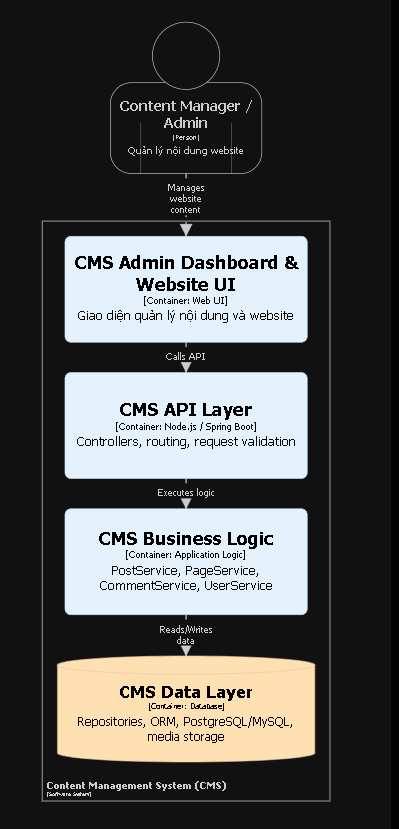 Content Manager /
Admin
[Person]
Quản lý nội dung website
Manages
website
content
CMS Admin Dashboard &
Website UI
[Container: Web UI]
Giao diện quản lý nội dung và website
Calls API
CMS API Layer
[Container: Node.js / Spring Boot]
Controllers, routing, request validation
Executes logic
CMS Business Logic
[Container: Application Logic]
PostService, PageService,
CommentService, UserService
Reads/Writes
data
CMS Data Layer
[Container: Database]
Repositories, ORM, PostgreSQL/MySQL,
media storage
Content Management System (CMS)
[Software System]